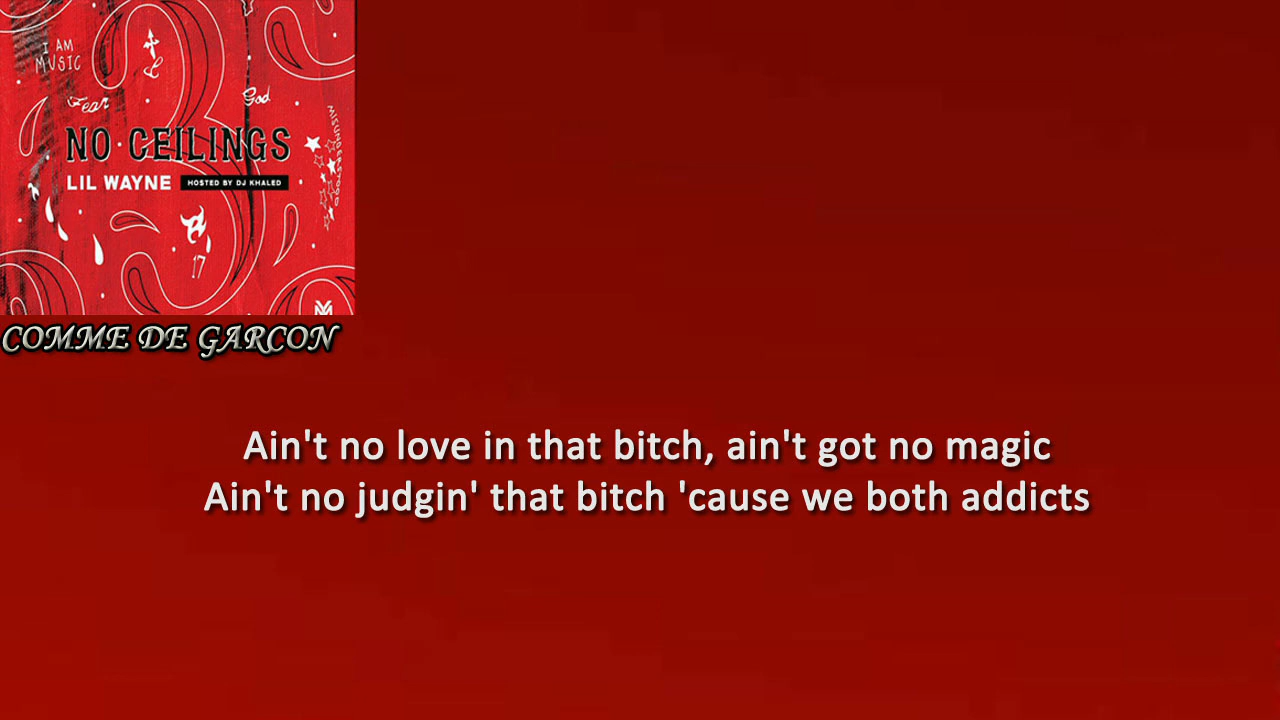 I AM
MUSIC
Fear
God
NO CEILINGS
LIL WAYNE HOSTED BY DJ KHALED
MISUNDERSTOOD
17
COMME DE GARCON
Ain't no love in that bitch, ain't got no magic
Ain't no judgin' that bitch 'cause we both addicts